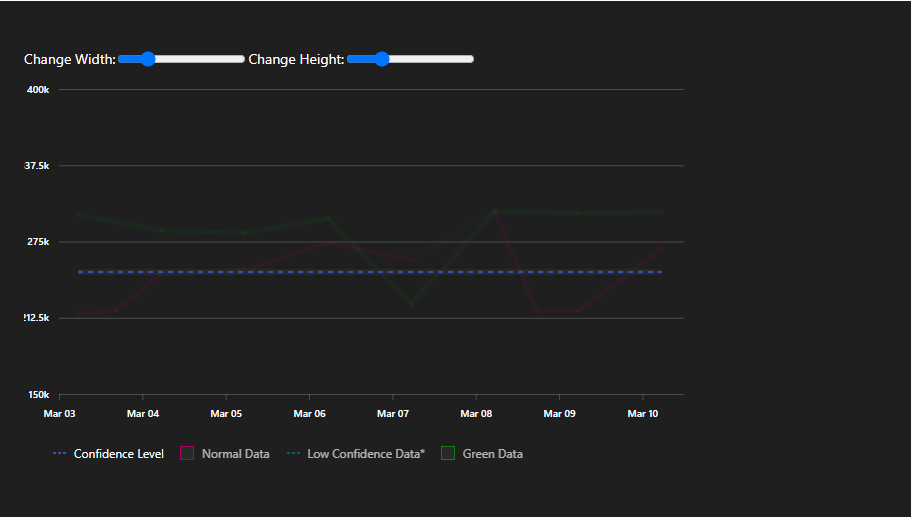 Change Width: Change Height:
400k
37.5k
275k
212.5k
150k
Mar 03 Mar 04 Mar 05 Mar 06 Mar 07 Mar 08 Mar 09 Mar 10
Confidence Level Normal Data Low Confidence Data* Green Data